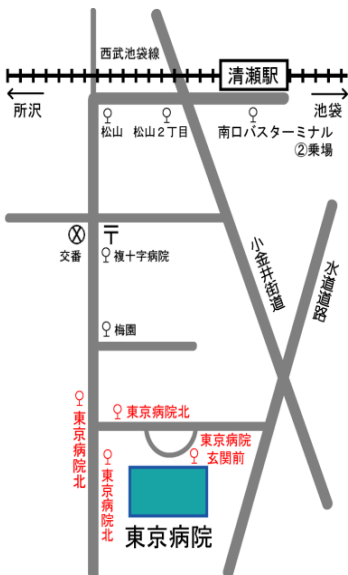 西武池袋線
清瀬駅
所沢
池袋
松山
松山2丁目
南口バスターミナル
②乗場
交番
〒
複十字病院
小金井街道
水道道路
梅園
東京病院北
東京病院北
東京病院
玄関前
東京病院北
東京病院